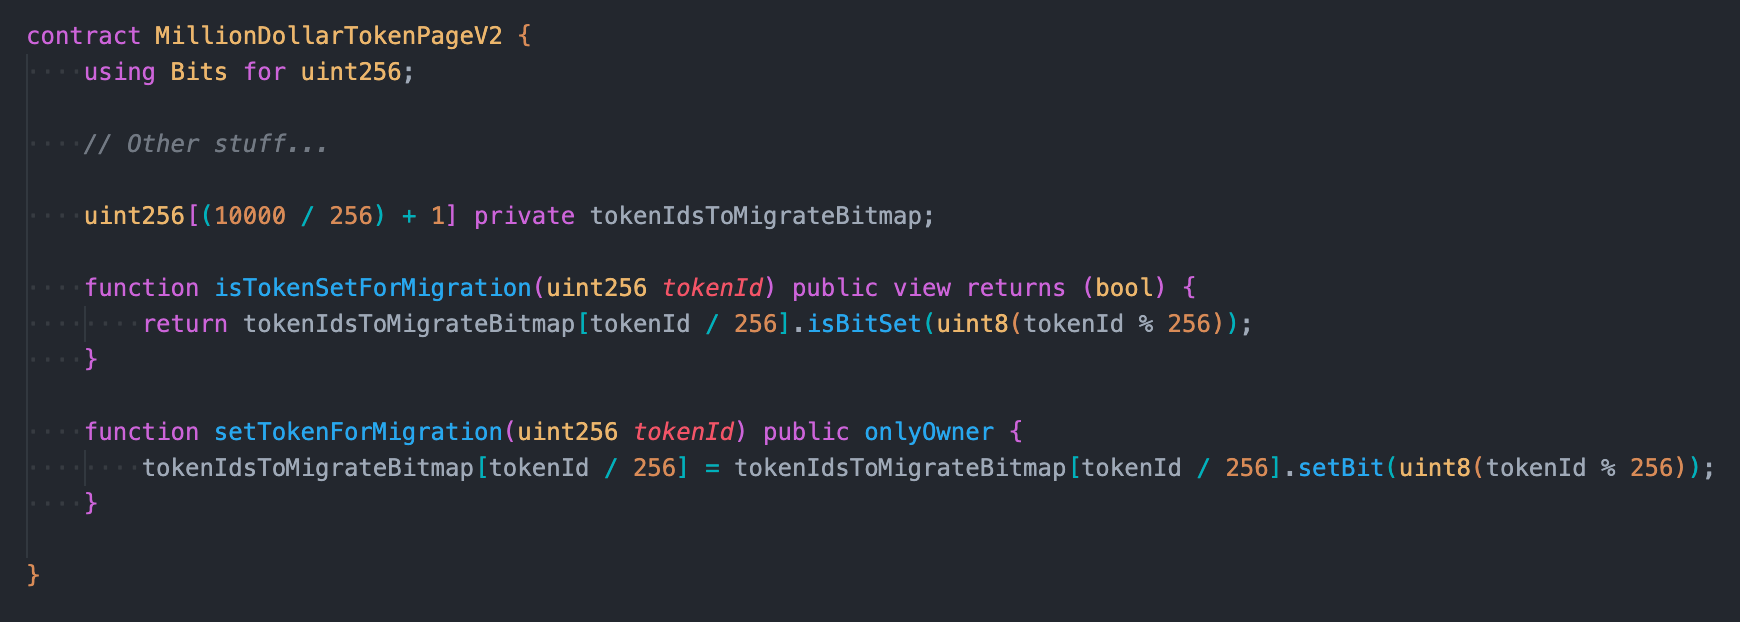 contract MillionDollarTokenPageV2 {
    using Bits for uint256;
    // Other stuff...
    uint256[(10000 / 256) + 1] private tokenIdsToMigrateBitmap;
    function isTokenSetForMigration(uint256 tokenId) public view returns (bool) {
        return tokenIdsToMigrateBitmap[tokenId / 256].isBitSet(uint8(tokenId % 256));
    }
    function setTokenForMigration(uint256 tokenId) public onlyOwner {
        tokenIdsToMigrateBitmap[tokenId / 256] = tokenIdsToMigrateBitmap[tokenId / 256].setBit(uint8(tokenId % 256));
    }
}